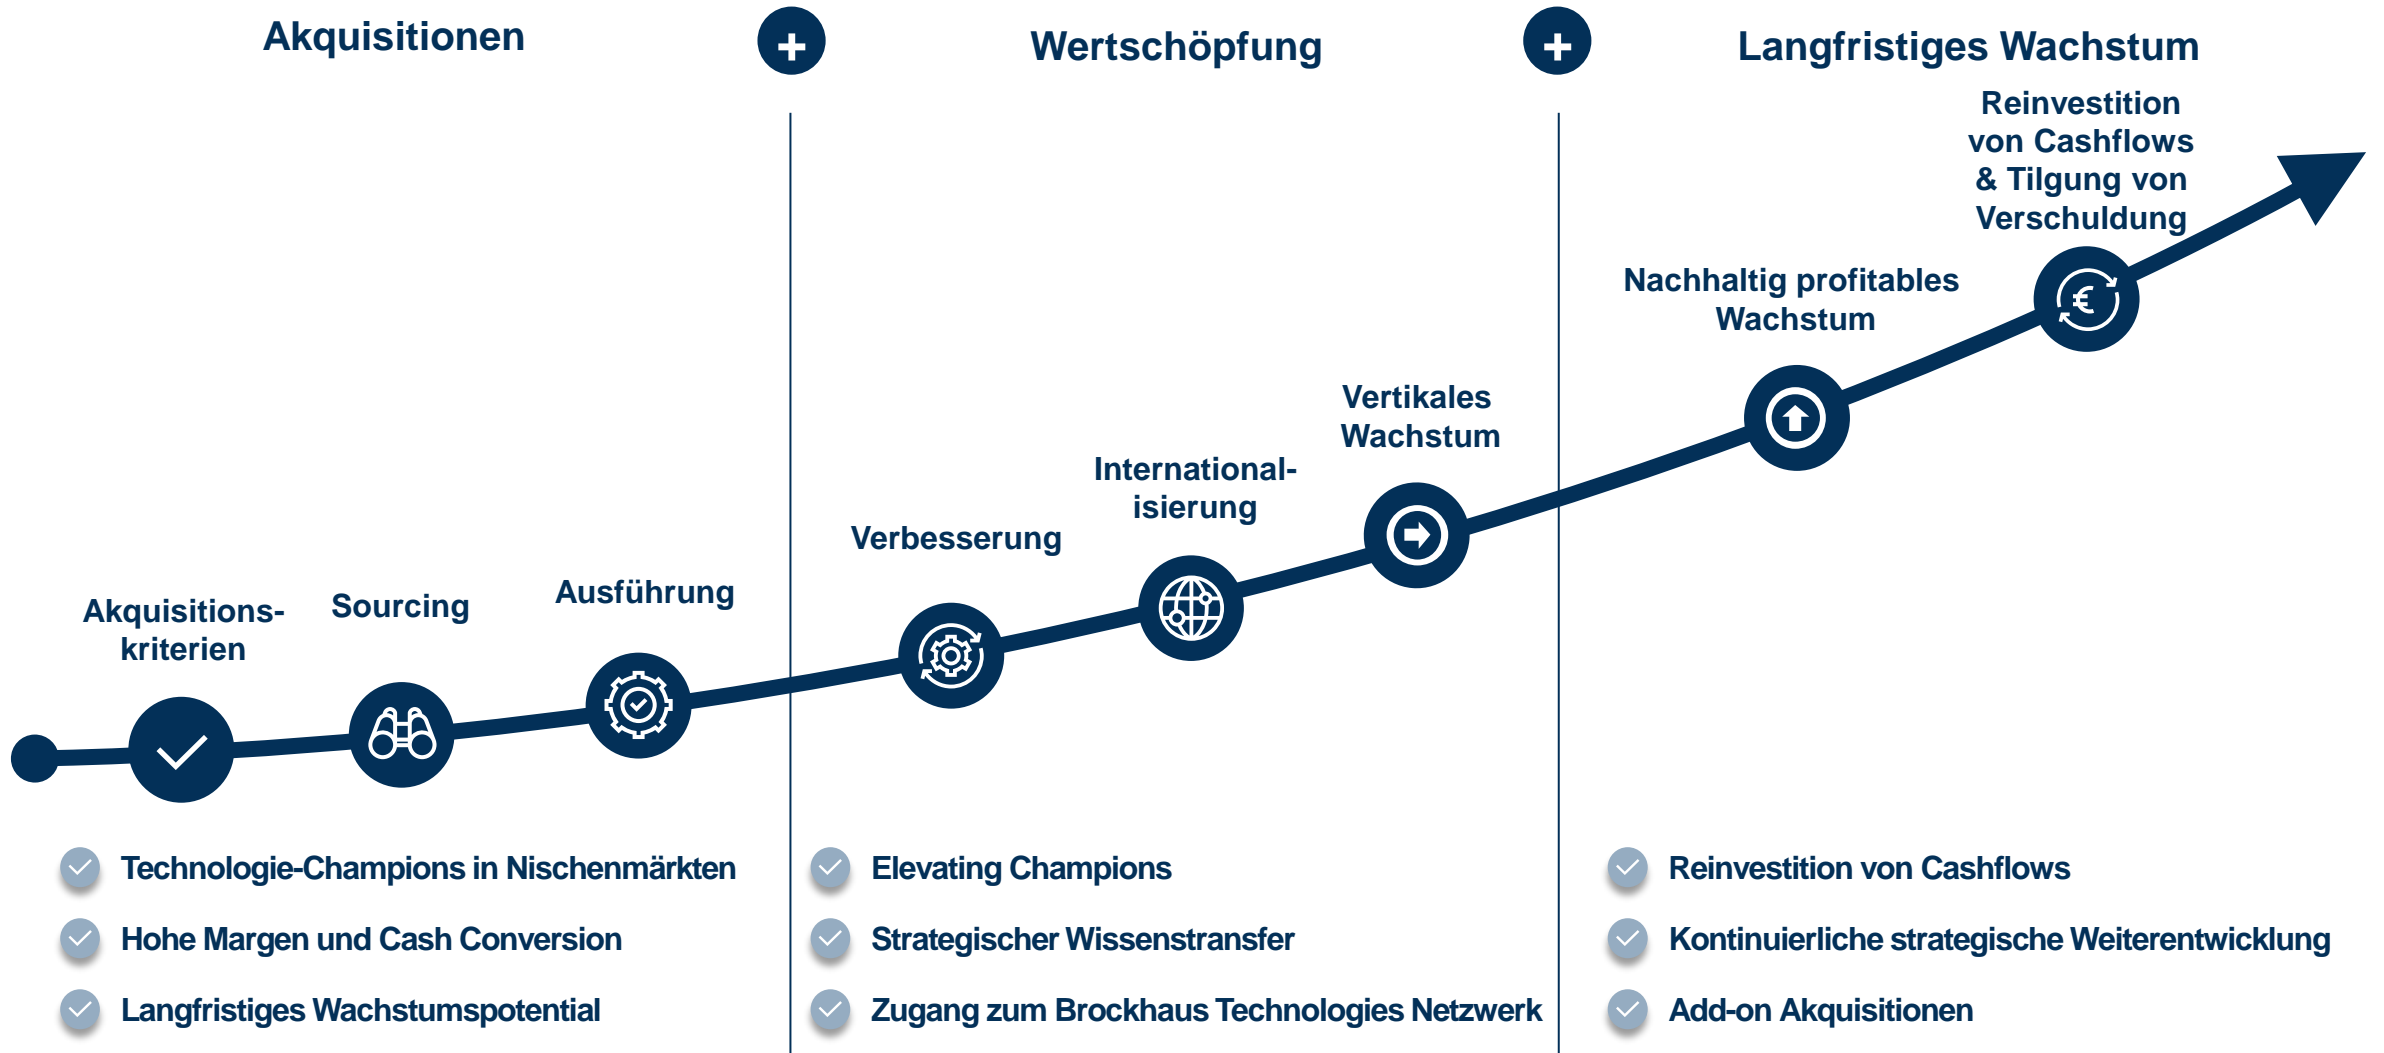 Akquisitionen
+
Wertschöpfung
+
Langfristiges Wachstum
Akquisitions-
kriterien
Sourcing
Ausführung
Verbesserung
International-
isierung
Vertikales
Wachstum
Nachhaltig profitables
Wachstum
Reinvestition
von Cashflows
& Tilgung von
Verschuldung
€
Technologie-Champions in Nischenmärkten
Hohe Margen und Cash Conversion
Langfristiges Wachstumspotential
Elevating Champions
Strategischer Wissenstransfer
Zugang zum Brockhaus Technologies Netzwerk
Reinvestition von Cashflows
Kontinuierliche strategische Weiterentwicklung
Add-on Akquisitionen